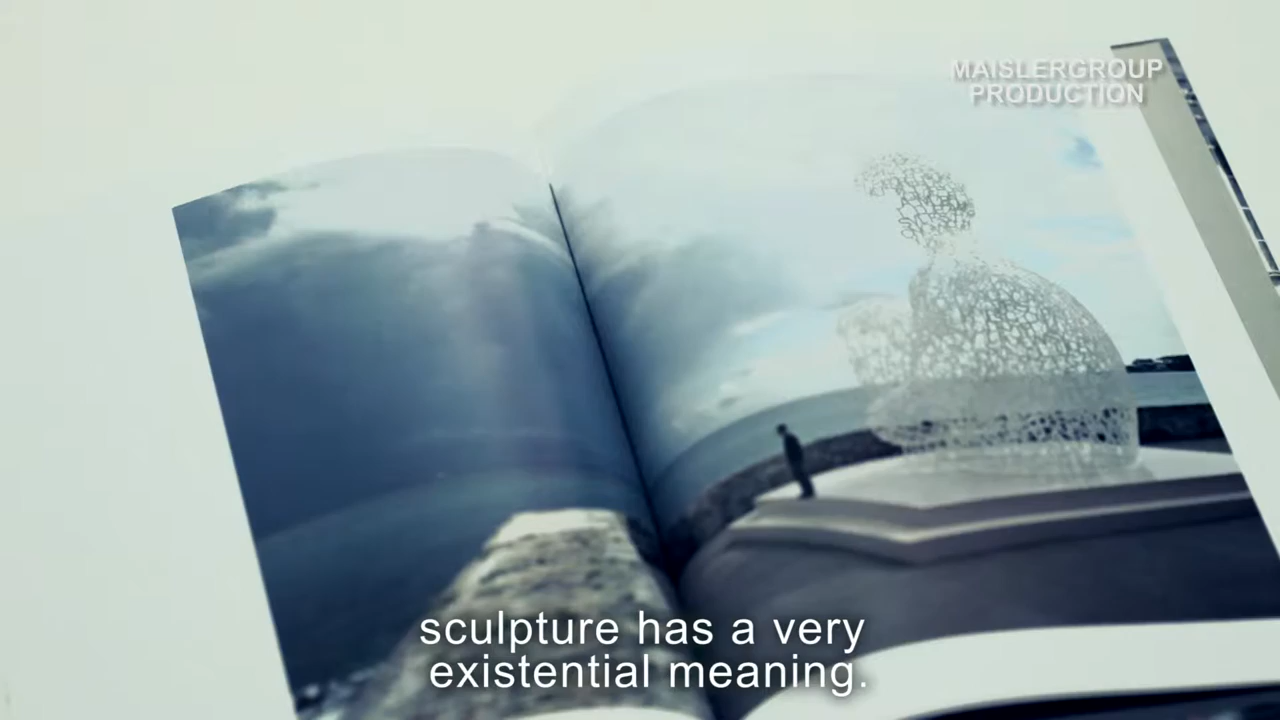 MAISLERGROUP
PRODUCTION
sculpture has a very
existential meaning.